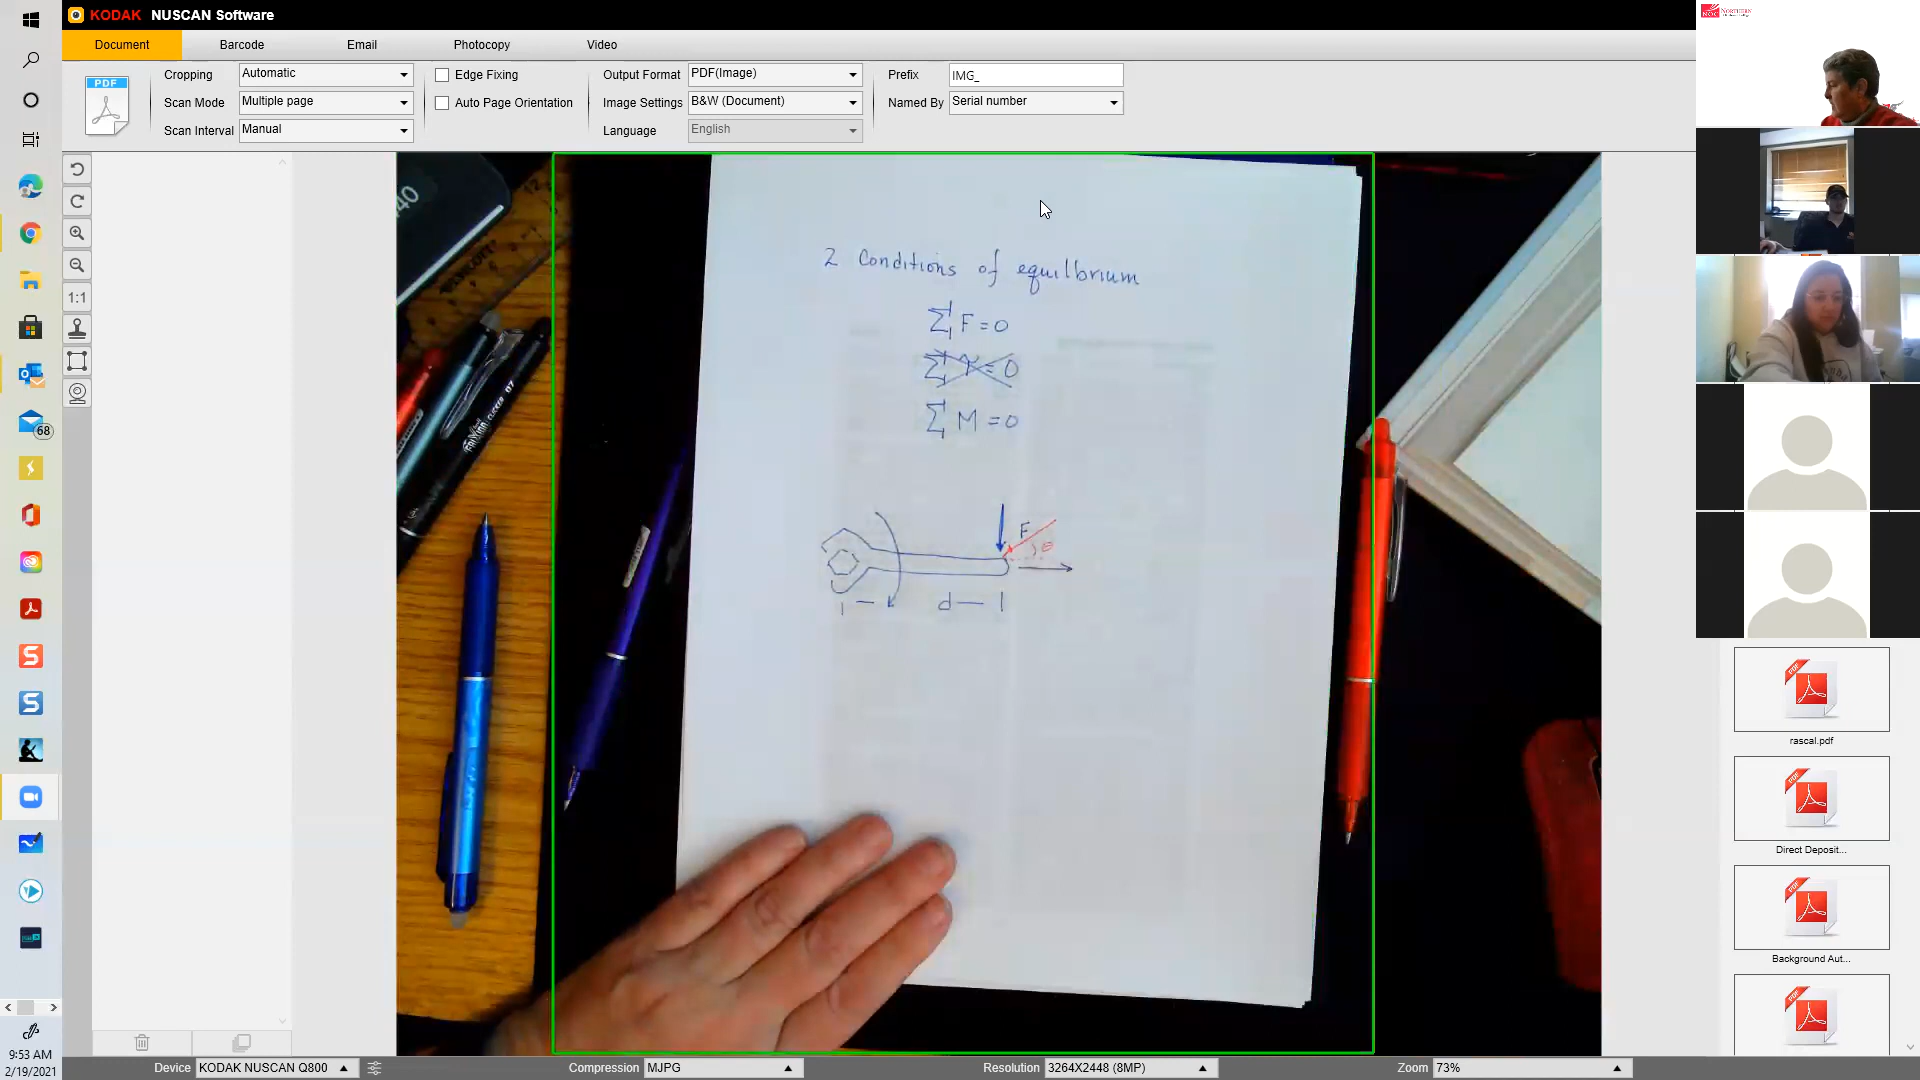 KODAK NUSCAN Software
Document Barcode Email Photocopy Video
PDF
Cropping Automatic
Scan Mode Multiple page
Scan Interval Manual
Edge Fixing
Auto Page Orientation
Output Format PDF(Image)
Image Settings B&W (Document)
Language English
Prefix IMG_
Named By Serial number
1:1
2 Conditions of equilbrium
Σ F = 0
Σ M = 0
F
θ
d
68
rascal.pdf
Direct Deposit...
Background Aut...
9:53 AM
2/19/2021
Device KODAK NUSCAN Q800
Compression MJPG
Resolution 3264X2448 (8MP)
Zoom 73%